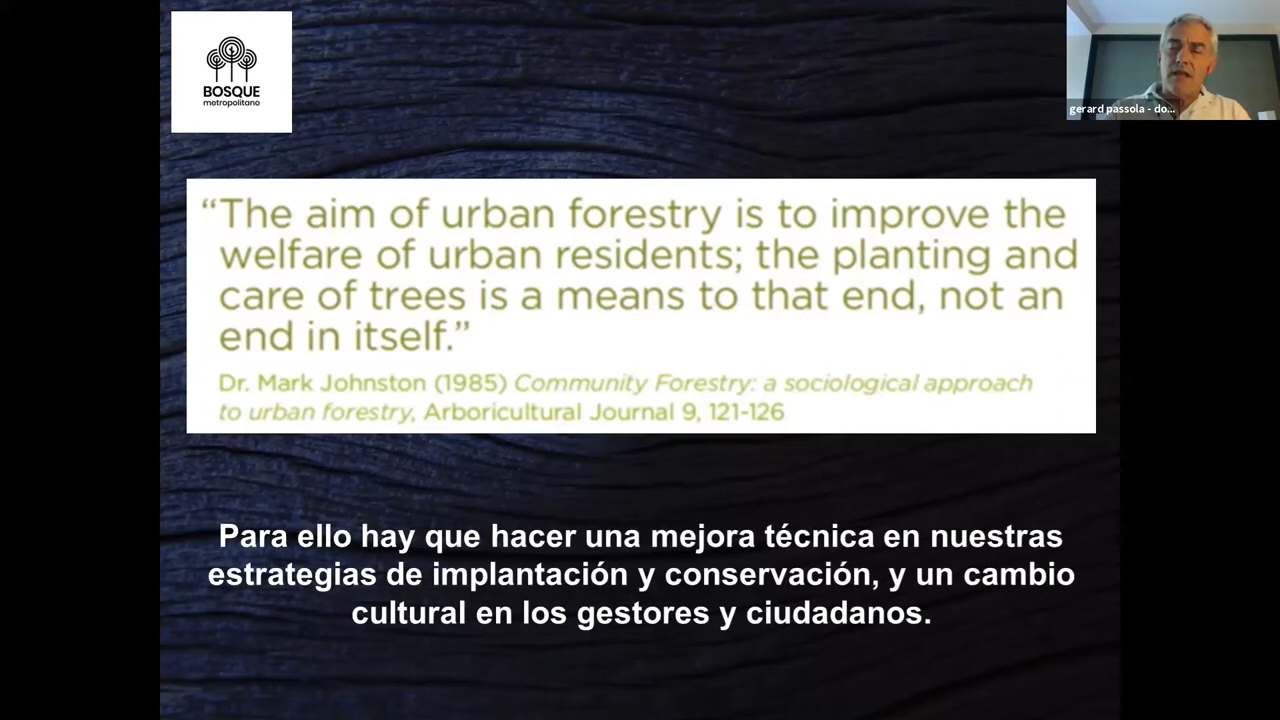 BOSQUE
metropolitano
gerard passola - do...
“The aim of urban forestry is to improve the
welfare of urban residents; the planting and
care of trees is a means to that end, not an
end in itself.”
Dr. Mark Johnston (1985) Community Forestry: a sociological approach
to urban forestry, Arboricultural Journal 9, 121-126
Para ello hay que hacer una mejora técnica en nuestras
estrategias de implantación y conservación, y un cambio
cultural en los gestores y ciudadanos.